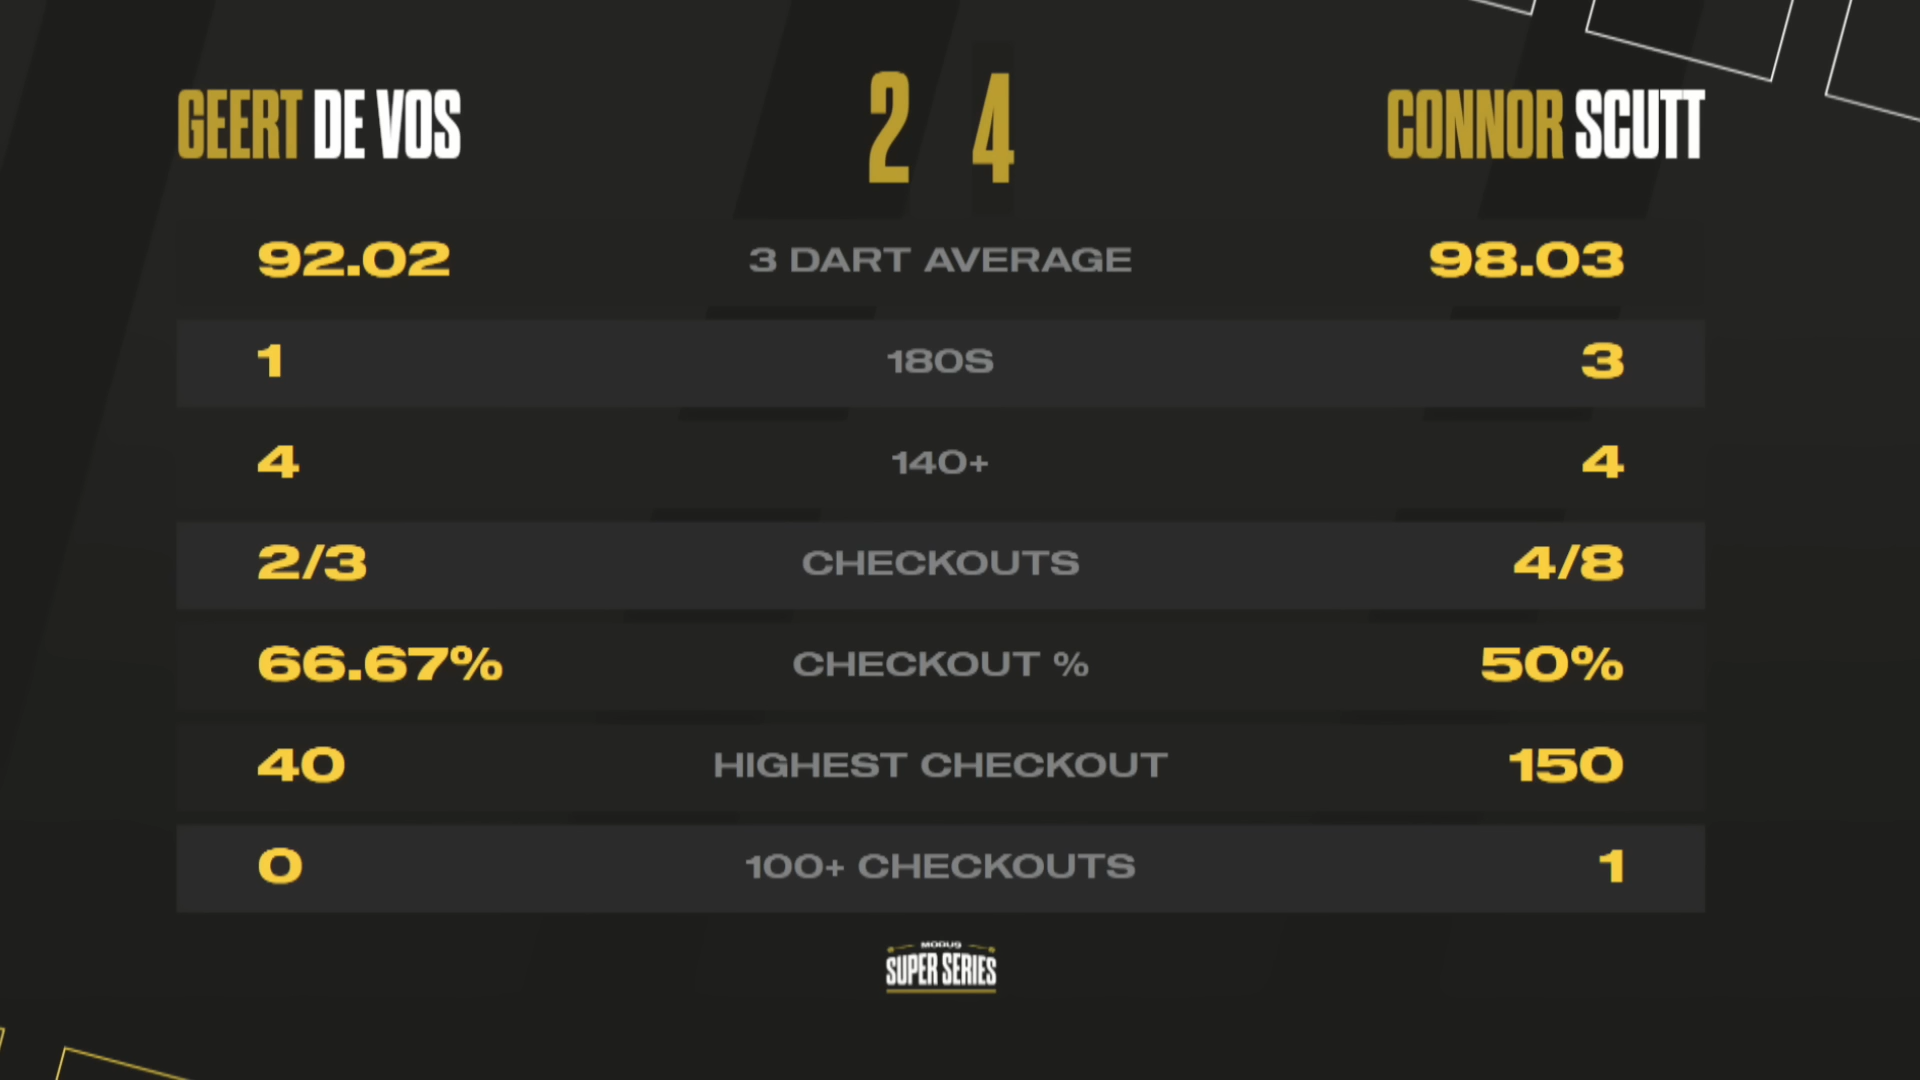 GEERT DE VOS 2 4 CONNOR SCUTT
92.02 3 DART AVERAGE 98.03
1 180S 3
4 140+ 4
2/3 CHECKOUTS 4/8
66.67% CHECKOUT % 50%
40 HIGHEST CHECKOUT 150
0 100+ CHECKOUTS 1
MODUS
SUPER SERIES